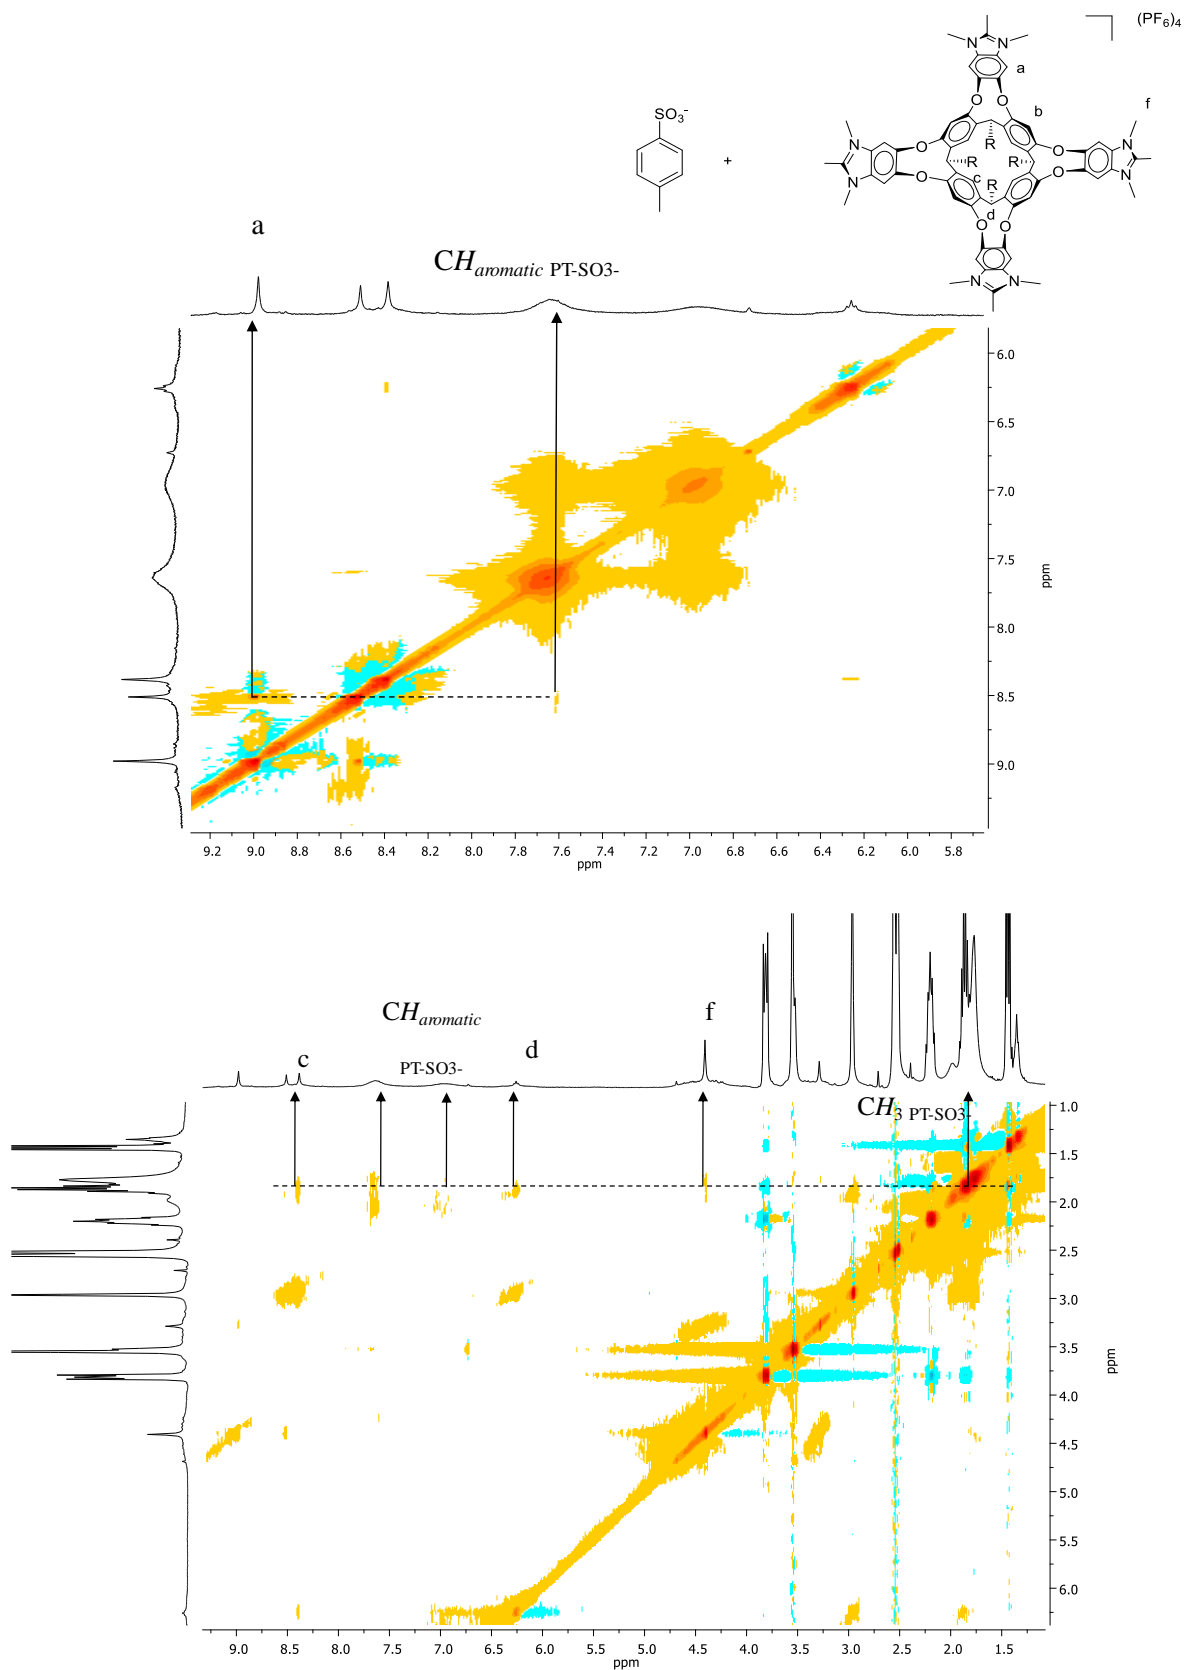 (PF6)4
N N
a
O O
SO3-
b
f
N
R
O
O
N
+
R
R
N
c
R
O
O
N
d
a
O O
CHaromatic PT-SO3-
N N
6.0
6.5
7.0
7.5
8.0
8.5
9.0
ppm
9.2 9.0 8.8 8.6 8.4 8.2 8.0 7.8 7.6 7.4 7.2 7.0 6.8 6.6 6.4 6.2 6.0 5.8
ppm
CHaromatic
f
c
PT-SO3-
d
CH3 PT-SO3-
1.0
1.5
2.0
2.5
3.0
3.5
4.0
4.5
5.0
5.5
6.0
ppm
9.0 8.5 8.0 7.5 7.0 6.5 6.0 5.5 5.0 4.5 4.0 3.5 3.0 2.5 2.0 1.5
ppm